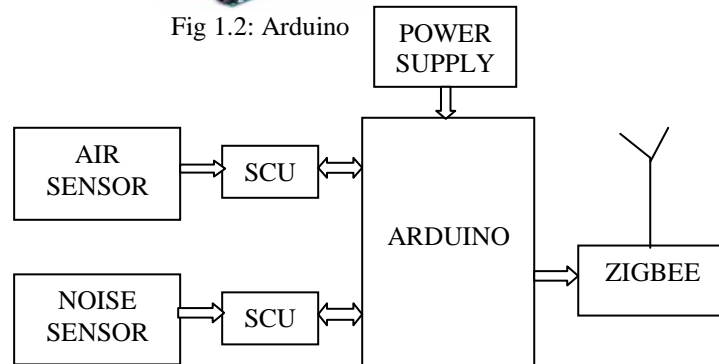 Fig 1.2: Arduino
POWER
SUPPLY
AIR
SENSOR
SCU
ARDUINO
ZIGBEE
NOISE
SENSOR
SCU